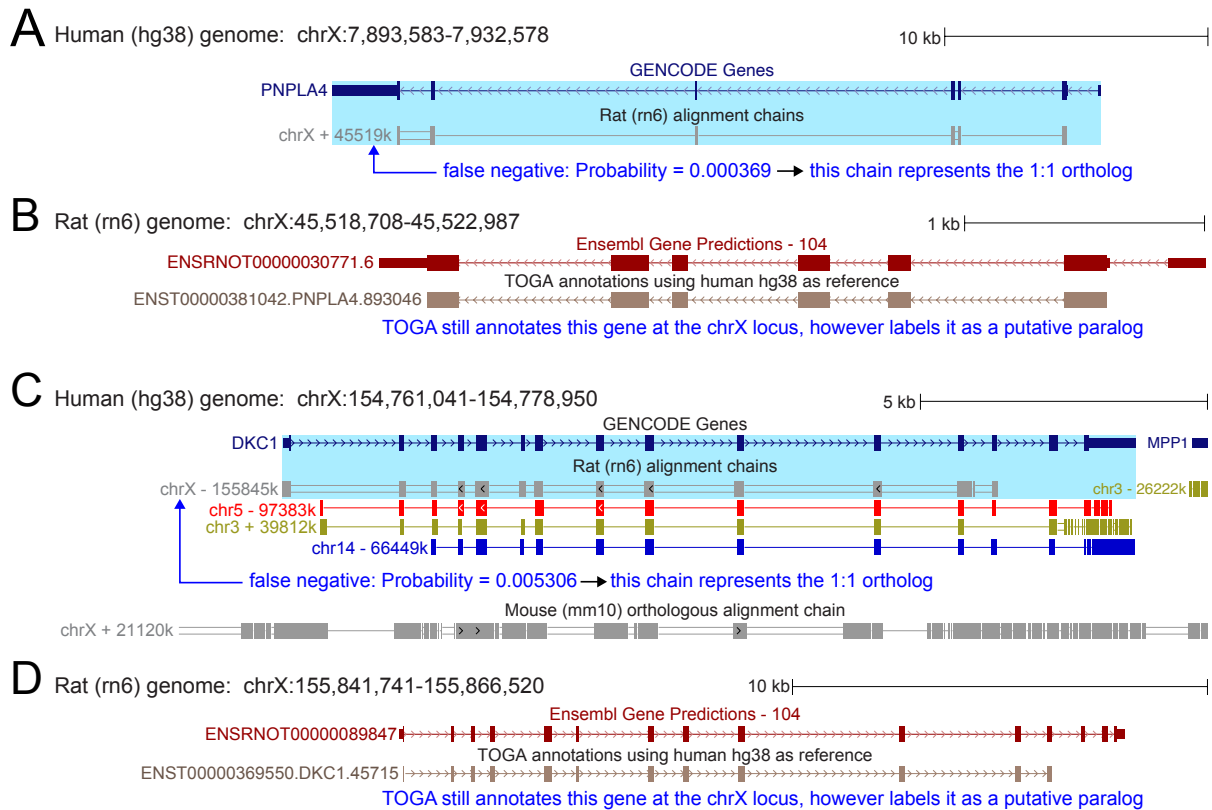 A Human (hg38) genome: chrX:7,893,583-7,932,578
10 kb
GENCODE Genes
PNPLA4
Rat (rn6) alignment chains
chrX + 45519k
false negative: Probability = 0.000369 → this chain represents the 1:1 ortholog
B Rat (rn6) genome: chrX:45,518,708-45,522,987
1 kb
Ensembl Gene Predictions - 104
ENSRNOT00000030771.6
TOGA annotations using human hg38 as reference
ENST00000381042.PNPLA4.893046
TOGA still annotates this gene at the chrX locus, however labels it as a putative paralog
C Human (hg38) genome: chrX:154,761,041-154,778,950
5 kb
GENCODE Genes
DKC1
MPP1
Rat (rn6) alignment chains
chrX - 155845k
chr3 - 26222k
chr5 - 97383k
chr3 + 39812k
chr14 - 66449k
false negative: Probability = 0.005306 → this chain represents the 1:1 ortholog
Mouse (mm10) orthologous alignment chain
chrX + 21120k
D Rat (rn6) genome: chrX:155,841,741-155,866,520
10 kb
Ensembl Gene Predictions - 104
ENSRNOT00000089847
TOGA annotations using human hg38 as reference
ENST00000369550.DKC1.45715
TOGA still annotates this gene at the chrX locus, however labels it as a putative paralog